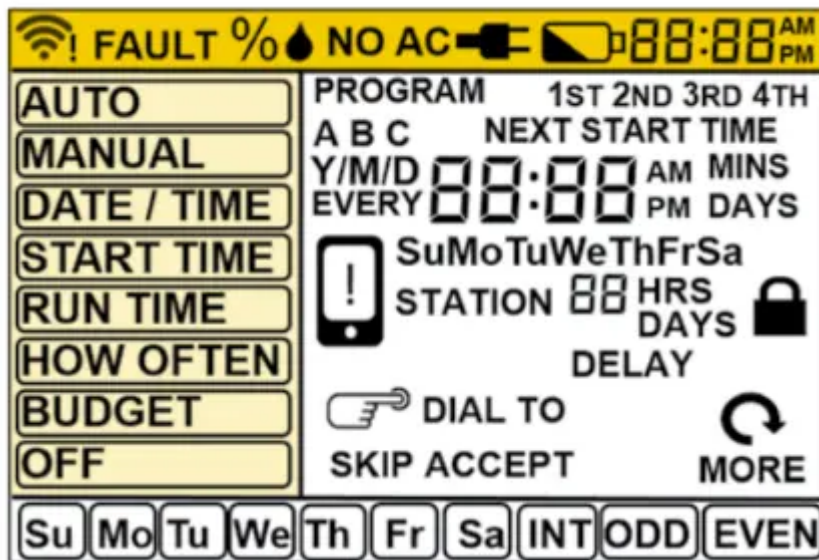 ! FAULT % NO AC 88:88 AM PM
AUTO
MANUAL
DATE / TIME
START TIME
RUN TIME
HOW OFTEN
BUDGET
OFF
PROGRAM 1ST 2ND 3RD 4TH
A B C NEXT START TIME
Y/M/D EVERY 88:88 AM PM MINS DAYS
SuMoTuWeThFrSa
! STATION 88 HRS DAYS
DELAY
DIAL TO
SKIP ACCEPT MORE
Su Mo Tu We Th Fr Sa INT ODD EVEN